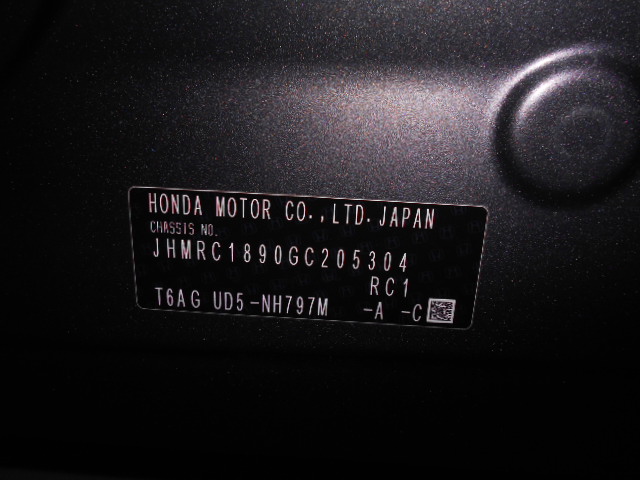 HONDA MOTOR CO.,LTD.JAPAN
CHASSIS NO.
JHMRC1890GC205304
RC1
T6AG UD5-NH797M -A -C